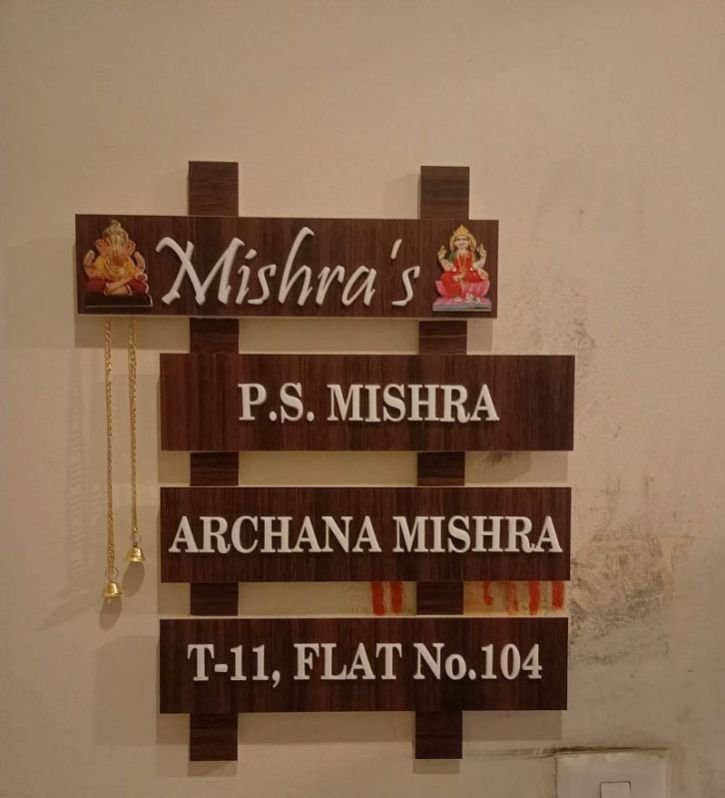 Mishra's
P.S. MISHRA
ARCHANA MISHRA
T-11, FLAT No.104